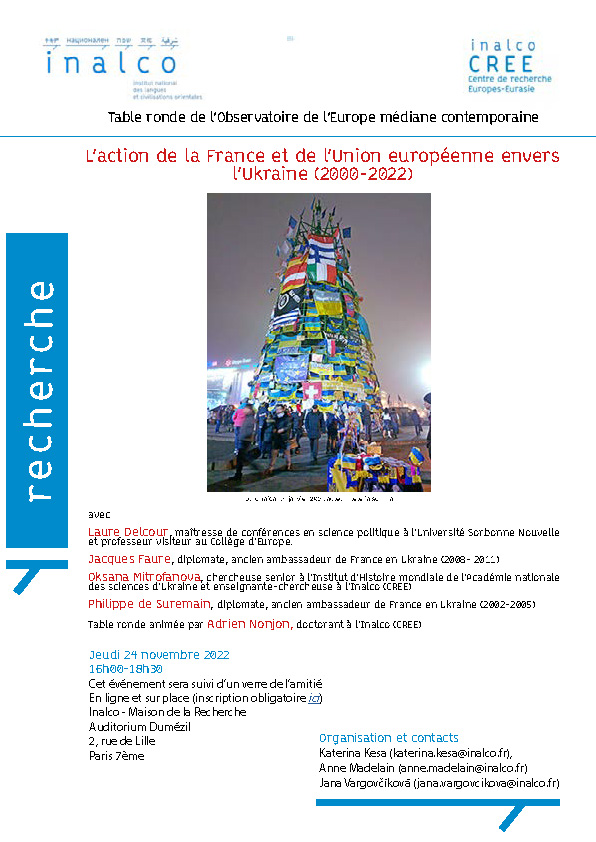 inalco
institut national
des langues
et civilisations orientales
inalco
CREE
Centre de recherche
Europes-Eurasie
Table ronde de l'Observatoire de l'Europe médiane contemporaine
L'action de la France et de l'Union européenne envers
l'Ukraine (2000-2022)
recherche
avec
Laure Delcour, maîtresse de conférences en science politique à l'Université Sorbonne Nouvelle
et professeur visiteur au Collège d'Europe.
Jacques Faure, diplomate, ancien ambassadeur de France en Ukraine (2008- 2011)
Oksana Mitrofanova, chercheuse senior à l'Institut d'Histoire mondiale de l'Académie nationale
des sciences d'Ukraine et enseignante-chercheuse à l'Inalco (CREE)
Philippe de Suremain, diplomate, ancien ambassadeur de France en Ukraine (2002-2005)
Table ronde animée par Adrien Nonjon, doctorant à l'Inalco (CREE)
Jeudi 24 novembre 2022
16h00-18h30
Cet événement sera suivi d'un verre de l'amitié
En ligne et sur place (inscription obligatoire ici)
Inalco - Maison de la Recherche
Auditorium Dumézil
2, rue de Lille
Paris 7ème
Organisation et contacts
Katerina Kesa (katerina.kesa@inalco.fr),
Anne Madelain (anne.madelain@inalco.fr)
Jana Vargovčíková (jana.vargovcikova@inalco.fr)